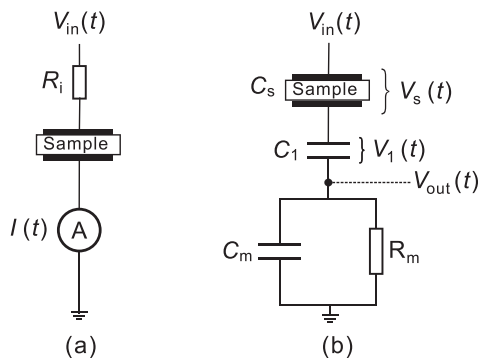 V_in(t)
R_i
Sample
I(t)
A
(a)
V_in(t)
C_s
Sample
V_s(t)
C_1
V_1(t)
V_out(t)
C_m
R_m
(b)